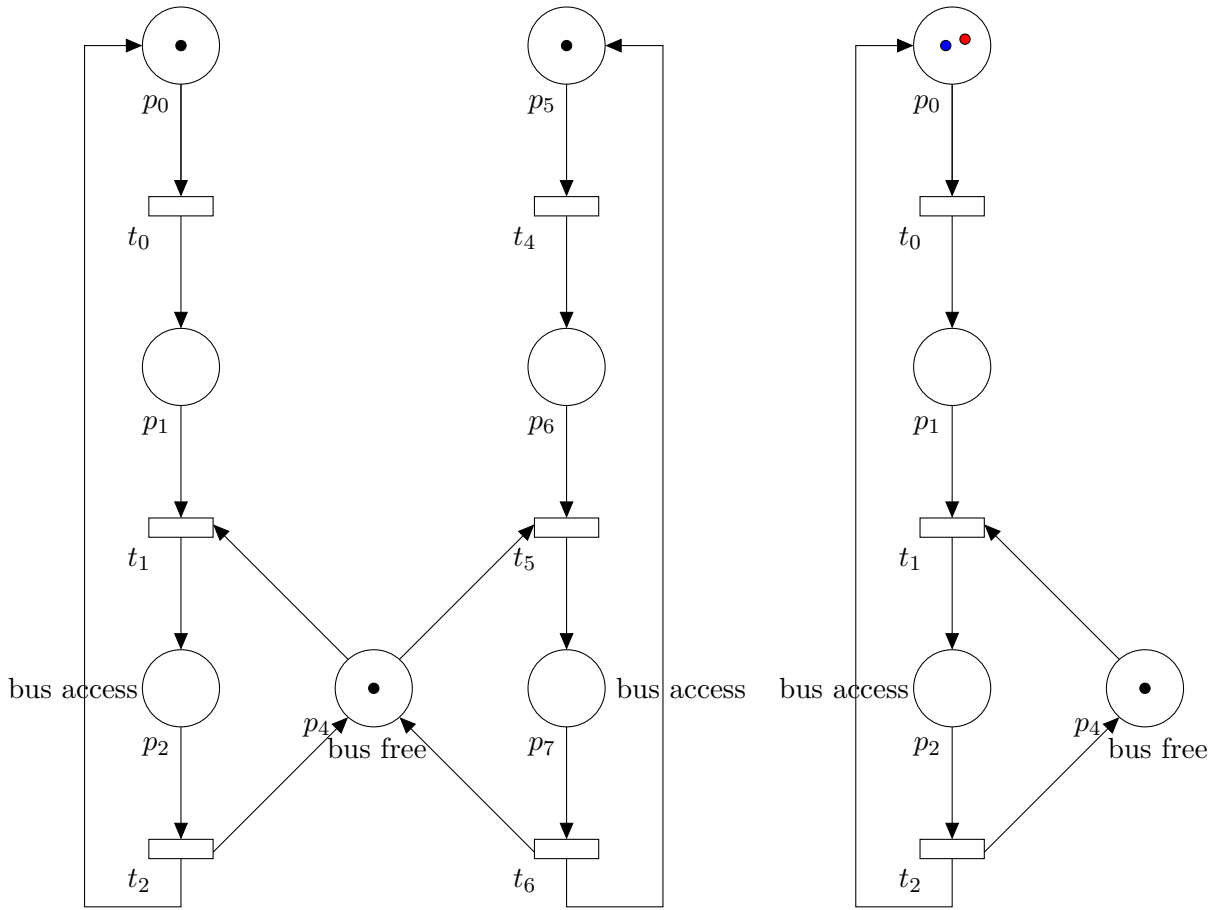 p0
p5
p0
t0
t4
t0
p1
p6
p1
t1
t5
t1
bus access
bus access
bus access
p4
p4
p2
bus free
p7
p2
bus free
t2
t6
t2